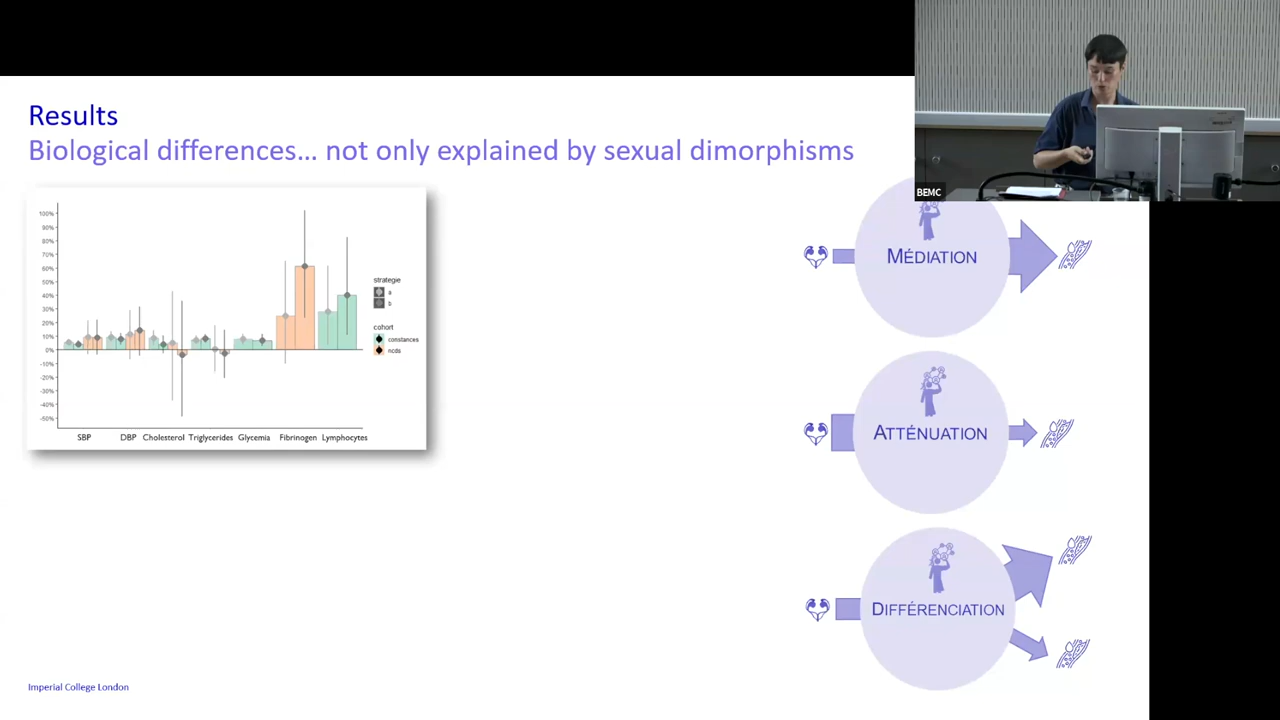 Results
Biological differences... not only explained by sexual dimorphisms
BEMC
100%
90%
80%
70%
60%
50%
40%
30%
20%
10%
0%
-10%
-20%
-30%
-40%
-50%
SBP DBP Cholesterol Triglycerides Glycemia Fibrinogen Lymphocytes
strategie
a
b
cohort
constances
ncds
MÉDIATION
ATTÉNUATION
DIFFÉRENCIATION
Imperial College London